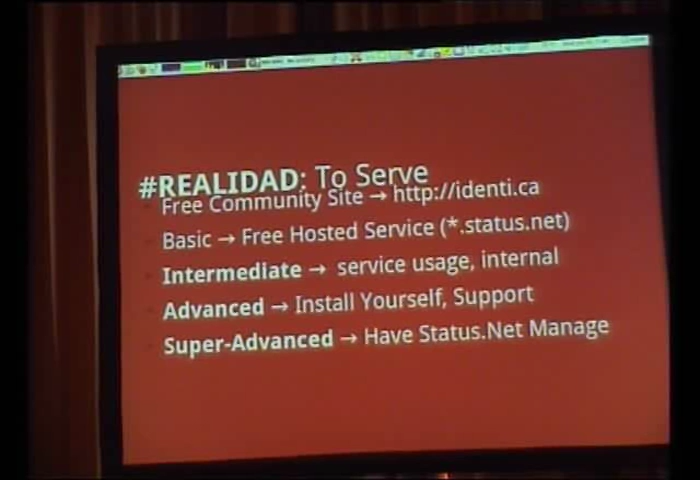 #REALIDAD: To Serve
Free Community Site → http://identi.ca
Basic → Free Hosted Service (*.status.net)
Intermediate → service usage, internal
Advanced → Install Yourself, Support
Super-Advanced → Have Status.Net Manage